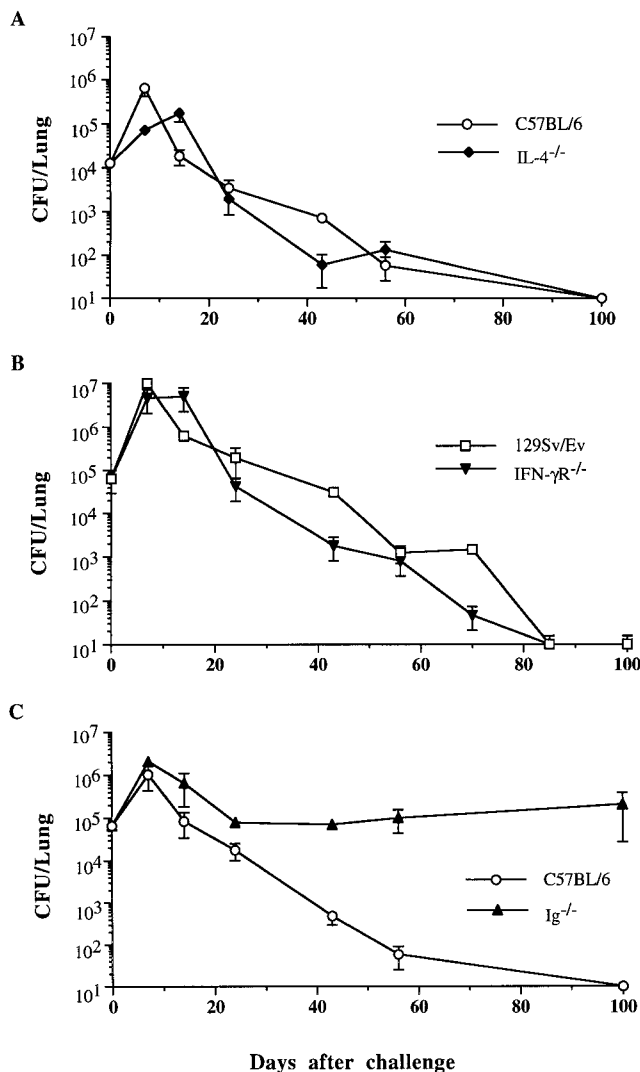 A
CFU/Lung
10⁷
10⁶
10⁵
10⁴
10³
10²
10¹
0 20 40 60 80 100
C57BL/6
IL-4⁻/⁻
B
CFU/Lung
10⁷
10⁶
10⁵
10⁴
10³
10²
10¹
0 20 40 60 80 100
129Sv/Ev
IFN-γR⁻/⁻
C
CFU/Lung
10⁷
10⁶
10⁵
10⁴
10³
10²
10¹
0 20 40 60 80 100
C57BL/6
Ig⁻/⁻
Days after challenge